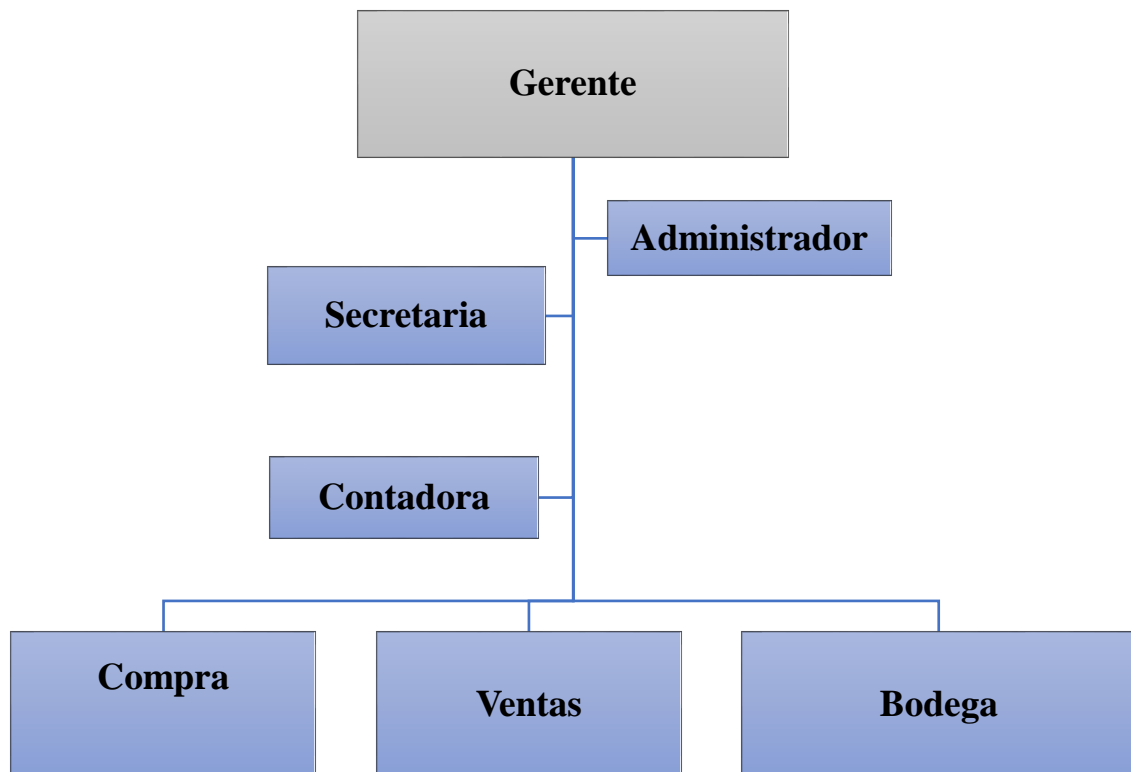 Gerente
Administrador
Secretaria
Contadora
Compra
Ventas
Bodega